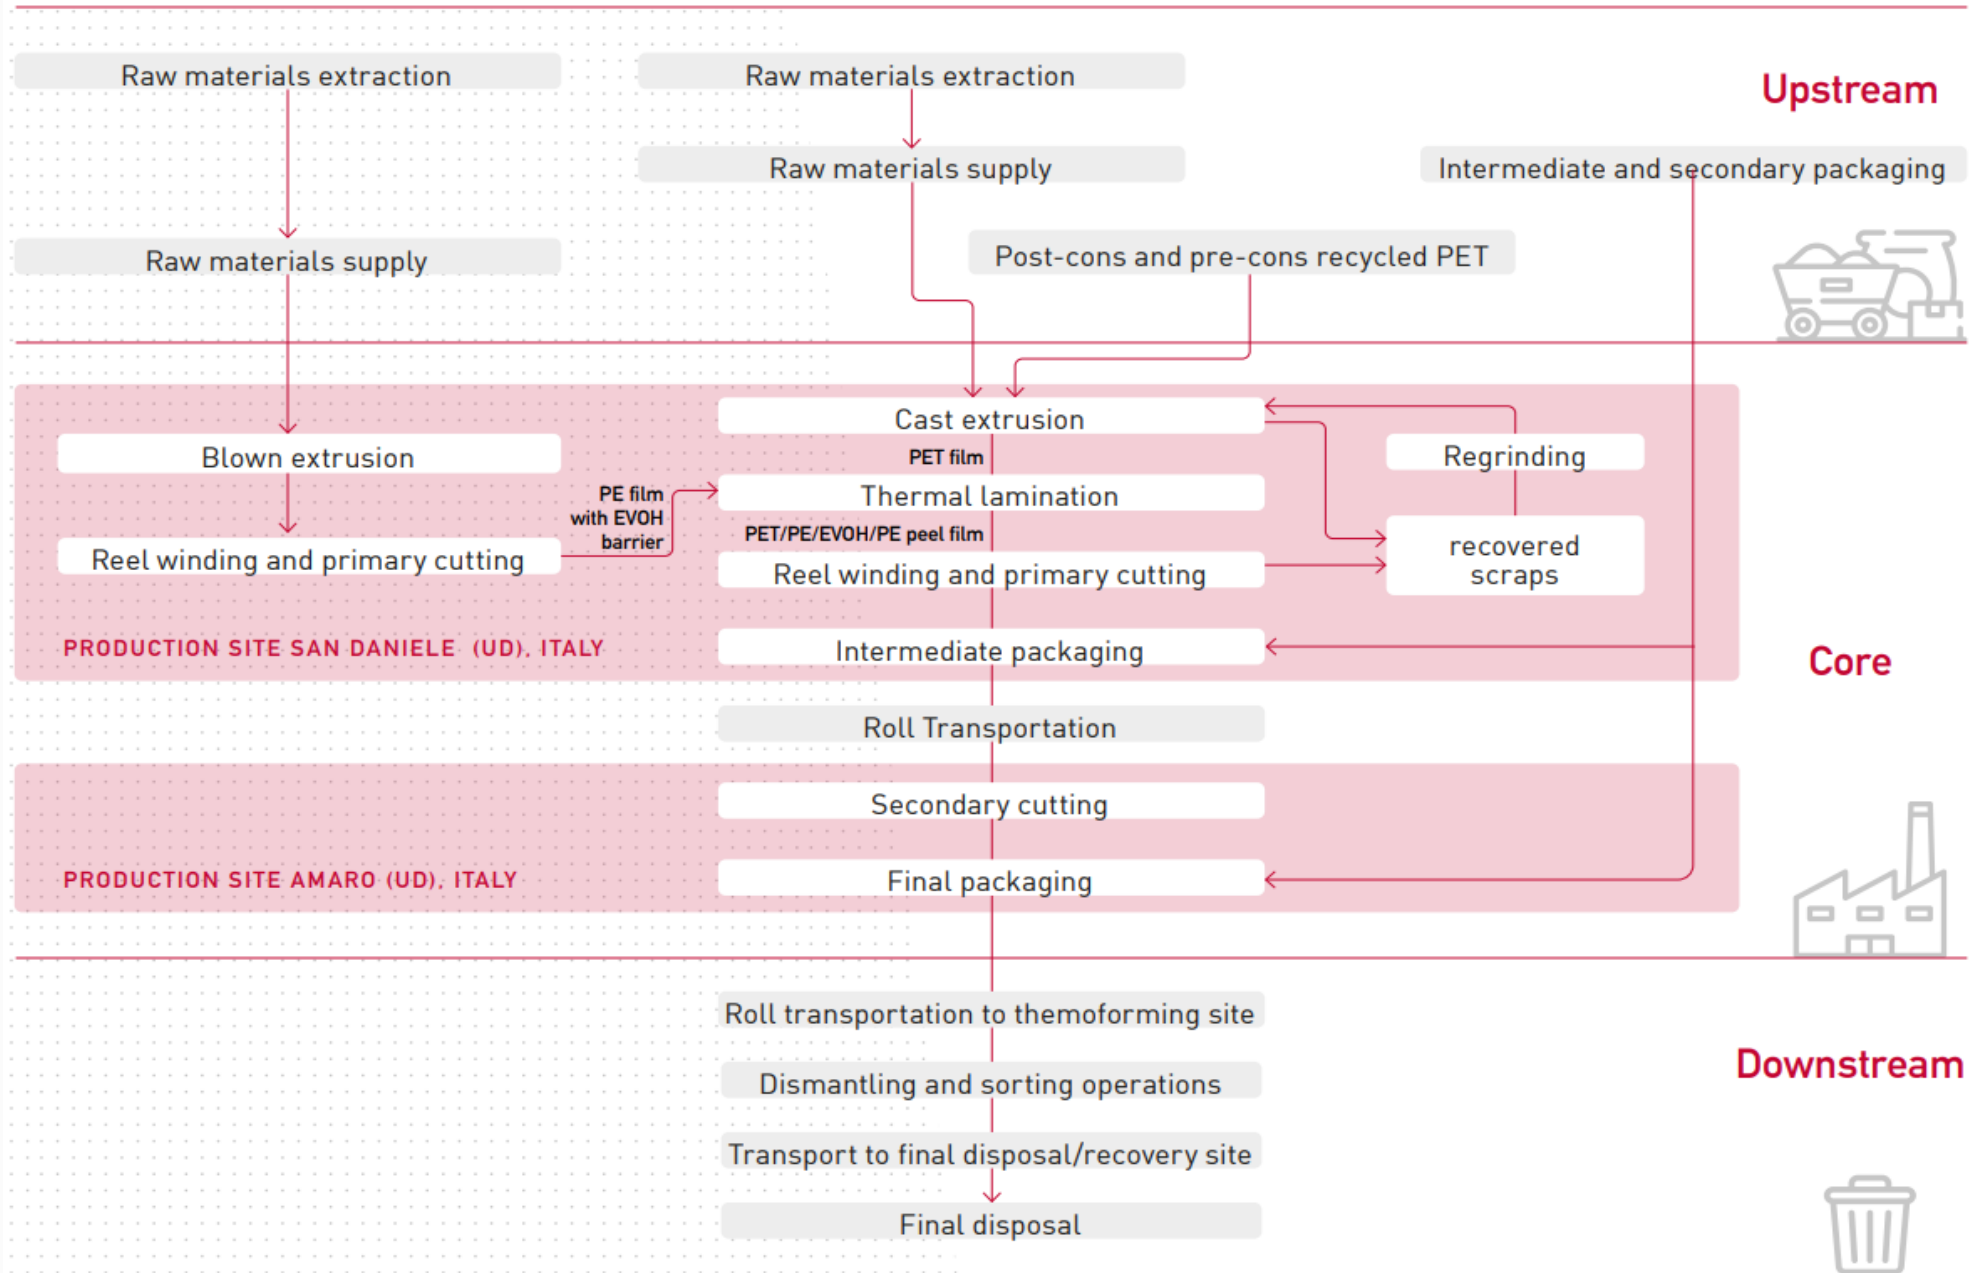 Raw materials extraction
Raw materials extraction
Upstream
Raw materials supply
Intermediate and secondary packaging
Raw materials supply
Post-cons and pre-cons recycled PET
Cast extrusion
Blown extrusion
PET film
Regrinding
PE film
with EVOH
barrier
Thermal lamination
PET/PE/EVOH/PE peel film
Reel winding and primary cutting
Reel winding and primary cutting
recovered
scraps
PRODUCTION SITE SAN DANIELE (UD), ITALY
Intermediate packaging
Core
Roll Transportation
Secondary cutting
PRODUCTION SITE AMARO (UD), ITALY
Final packaging
Roll transportation to themoforming site
Downstream
Dismantling and sorting operations
Transport to final disposal/recovery site
Final disposal